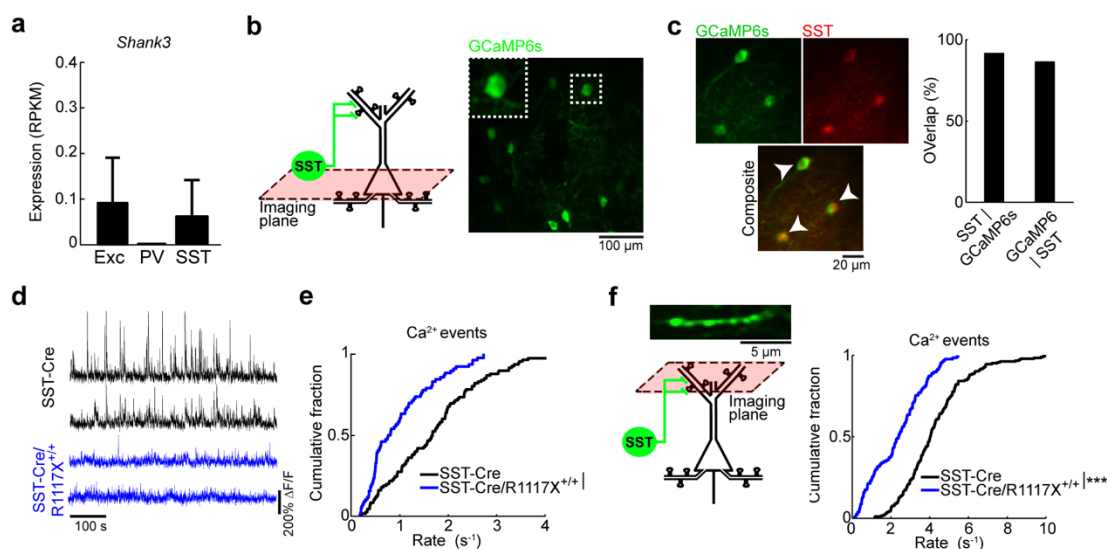 a
Shank3
Expression (RPKM)
0.4
0.3
0.2
0.1
0
Exc PV SST
b
GCaMP6s
SST
Imaging
plane
100 µm
c
GCaMP6s SST
Composite
20 µm
OVerlap (%)
100
50
0
SST |
GCaMP6s
GCaMP6
| SST
d
SST-Cre
SST-Cre/
R1117X+/+
100 s
200% ΔF/F
e
Ca2+ events
Cumulative fraction
1
0.5
0
SST-Cre
SST-Cre/R1117X+/+
0 1 2 3 4
Rate (s-1)
f
5 µm
Imaging
plane
SST
Ca2+ events
Cumulative fraction
1
0.5
0
SST-Cre
SST-Cre/R1117X+/+ ***
0 2 4 6 8 10
Rate (s-1)